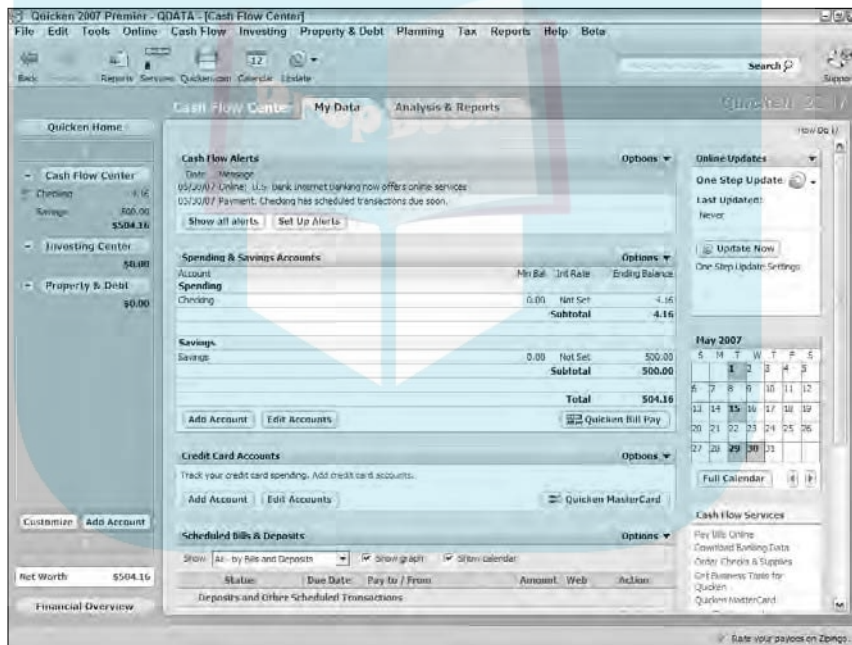 Quicken 2007 Premier - QDATA - [Cash Flow Center]
File Edit Tools Online Cash Flow Investing Property & Debt Planning Tax Reports Help Beta
Back Reports Services Quicken.com Calendar Update Search
12
Cash Flow Center My Data Analysis & Reports Quicken
How Do I?
Quicken Home
Cash Flow Center
Checking 4.16
Savings 500.00
$504.16
Investing Center
$0.00
Property & Debt
$0.00
Customize Add Account
Net Worth $504.16
Financial Overview
Cash Flow Alerts Options
Date Message
05/30/07 Online: U.S. Bank Internet Banking now offers online services
05/30/07 Payment: Checking has scheduled transactions due soon.
Show all alerts Set Up Alerts
Spending & Savings Accounts Options
Account Min Bal Int Rate Ending Balance
Spending
Checking 0.00 Not Set 4.16
Subtotal 4.16
Savings
Savings 0.00 Not Set 500.00
Subtotal 500.00
Total 504.16
Add Account Edit Accounts Quicken Bill Pay
Credit Card Accounts Options
Track your credit card spending. Add credit card accounts.
Add Account Edit Accounts Quicken MasterCard
Scheduled Bills & Deposits Options
Show All - by Bills and Deposits Show graph Show calendar
Status Due Date Pay to / From Amount Web Action
Deposits and Other Scheduled Transactions
Online Updates
One Step Update
Last Updated:
Never
Update Now
One Step Update Settings
May 2007
S M T W T F S
1 2 3 4 5
6 7 8 9 10 11 12
13 14 15 16 17 18 19
20 21 22 23 24 25 26
27 28 29 30 31
Full Calendar
Cash Flow Services
Pay Bills Online
Download Banking Data
Order Checks & Supplies
Get Business Tools for
Quicken
Quicken MasterCard
Rate your payees on Zipingo